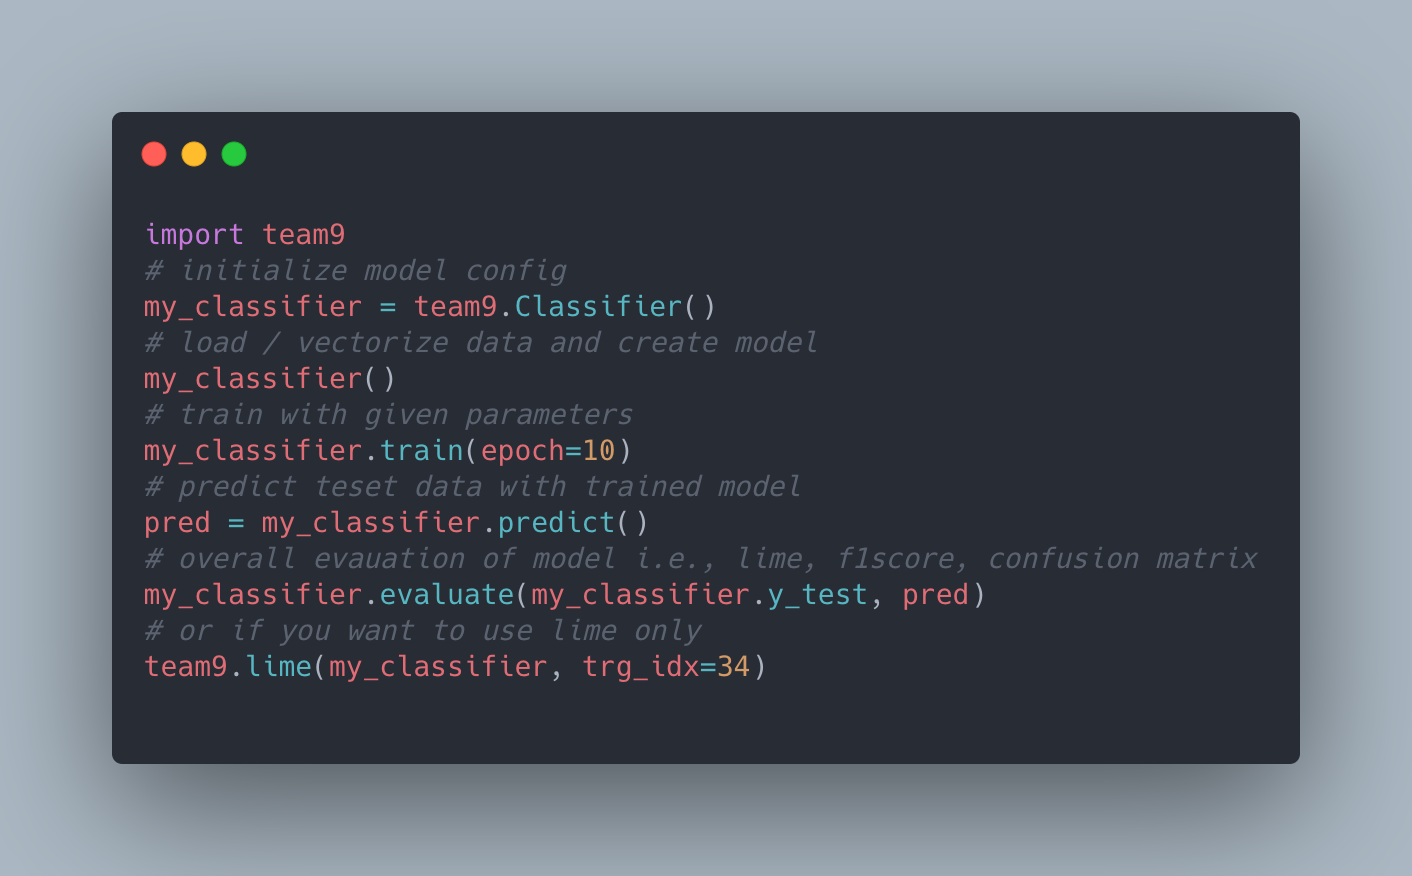 import team9
# initialize model config
my_classifier = team9.Classifier()
# load / vectorize data and create model
my_classifier()
# train with given parameters
my_classifier.train(epoch=10)
# predict teset data with trained model
pred = my_classifier.predict()
# overall evauation of model i.e., lime, f1score, confusion matrix
my_classifier.evaluate(my_classifier.y_test, pred)
# or if you want to use lime only
team9.lime(my_classifier, trg_idx=34)